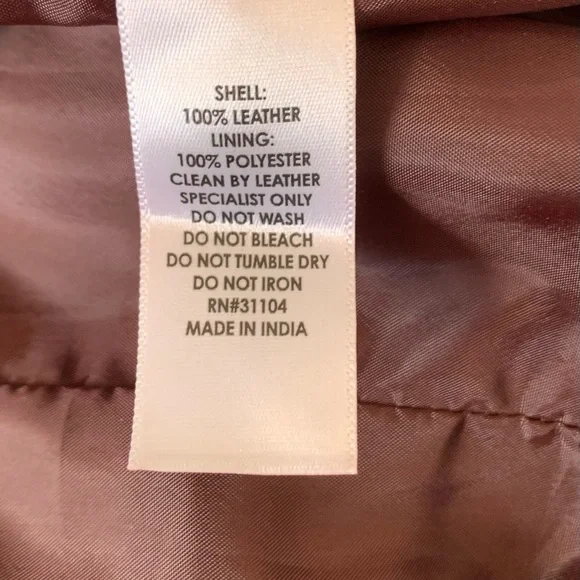 SHELL:
100% LEATHER
LINING:
100% POLYESTER
CLEAN BY LEATHER
SPECIALIST ONLY
DO NOT WASH
DO NOT BLEACH
DO NOT TUMBLE DRY
DO NOT IRON
RN#31104
MADE IN INDIA